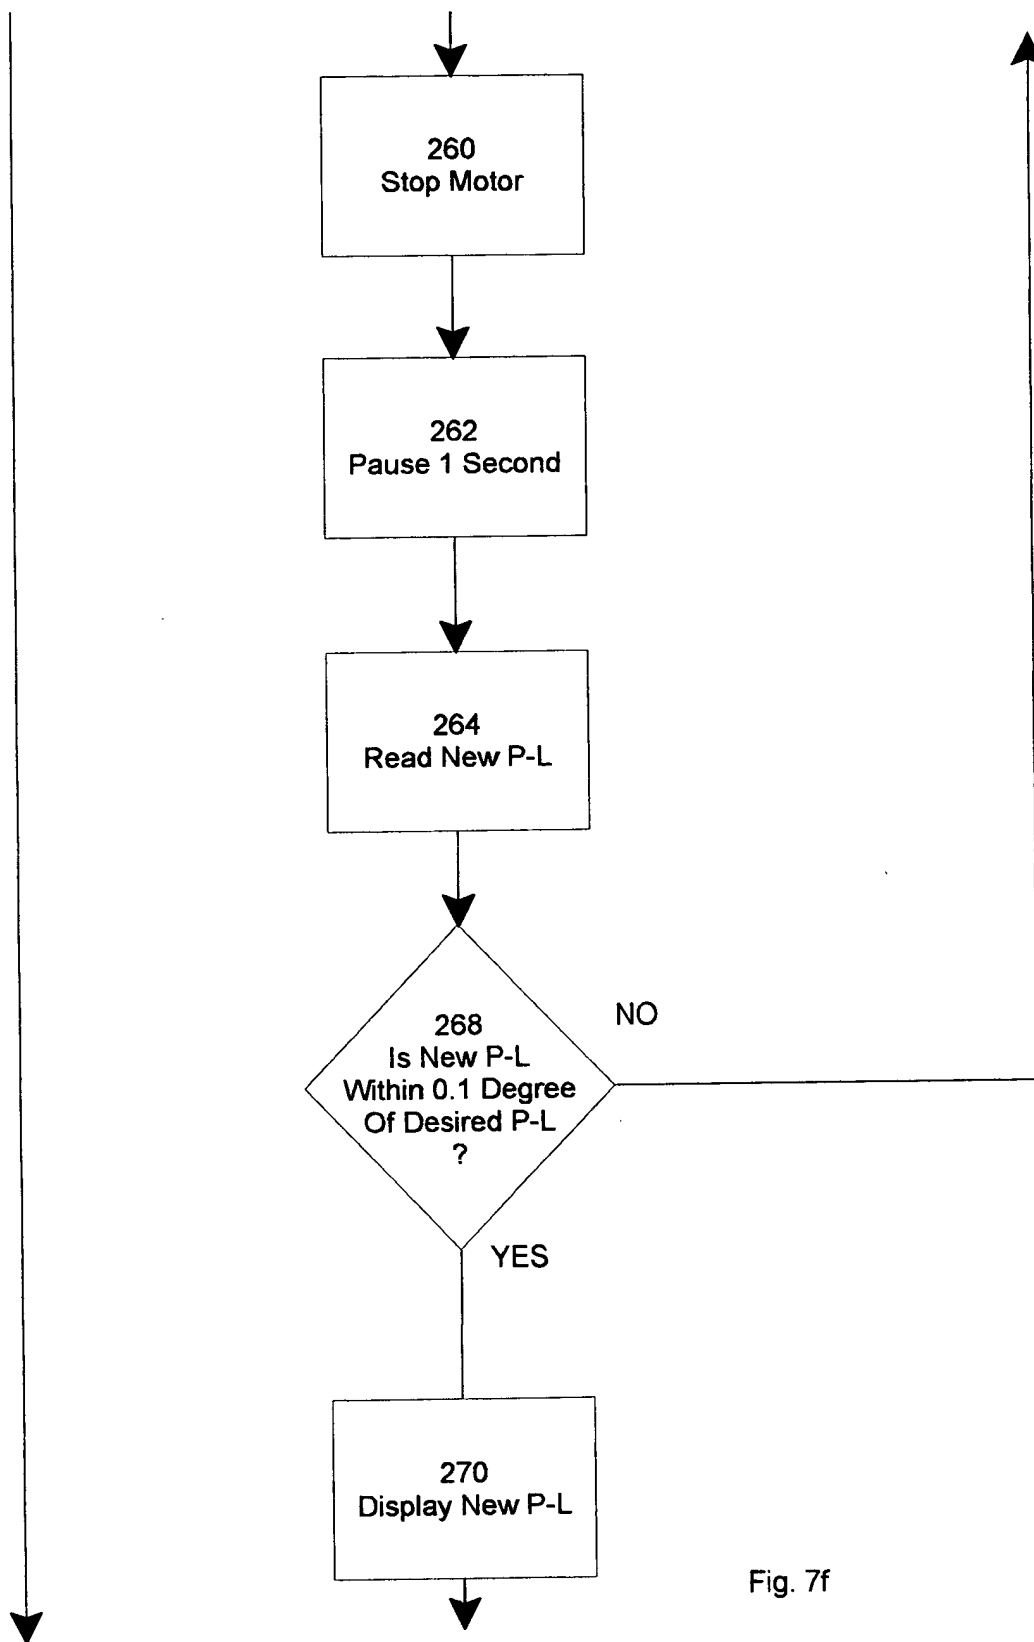 260
Stop Motor
262
Pause 1 Second
264
Read New P-L
268
Is New P-L
Within 0.1 Degree
Of Desired P-L
?
NO
YES
270
Display New P-L
Fig. 7f